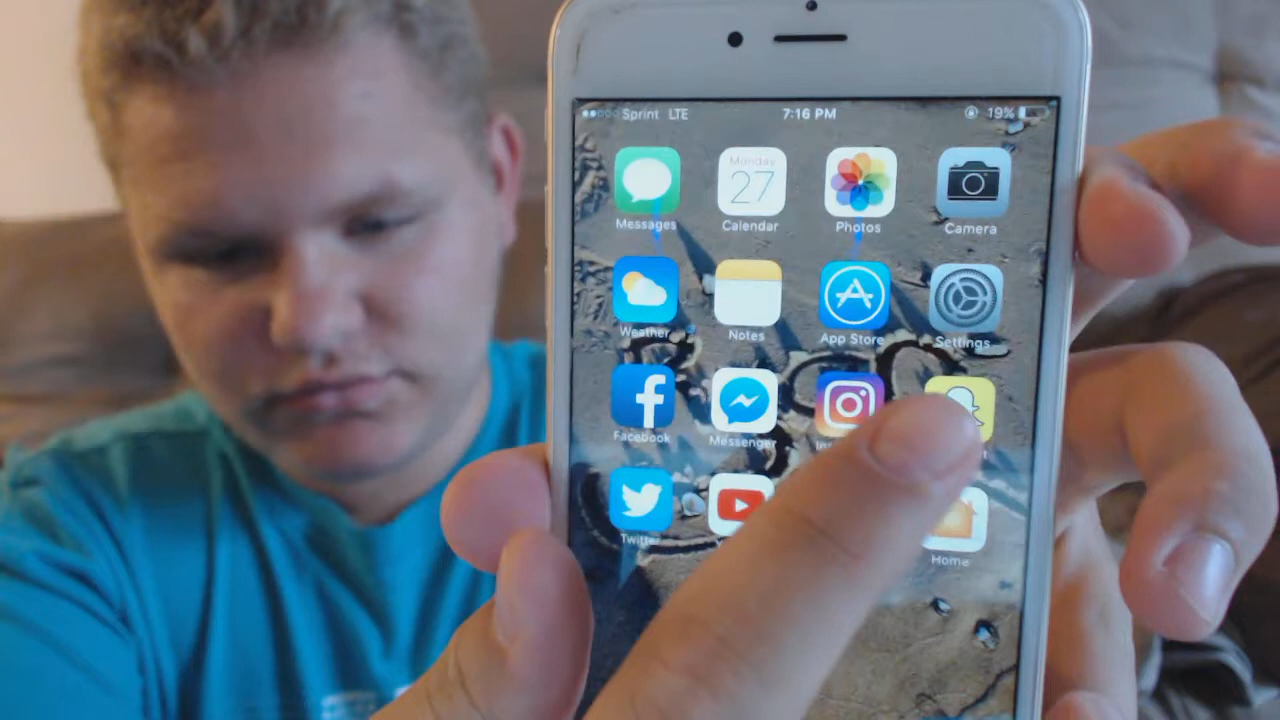 Sprint LTE 7:16 PM 19%
Monday
27
Messages Calendar Photos Camera
Weather Notes App Store Settings
Facebook Messenger
Twitter Home